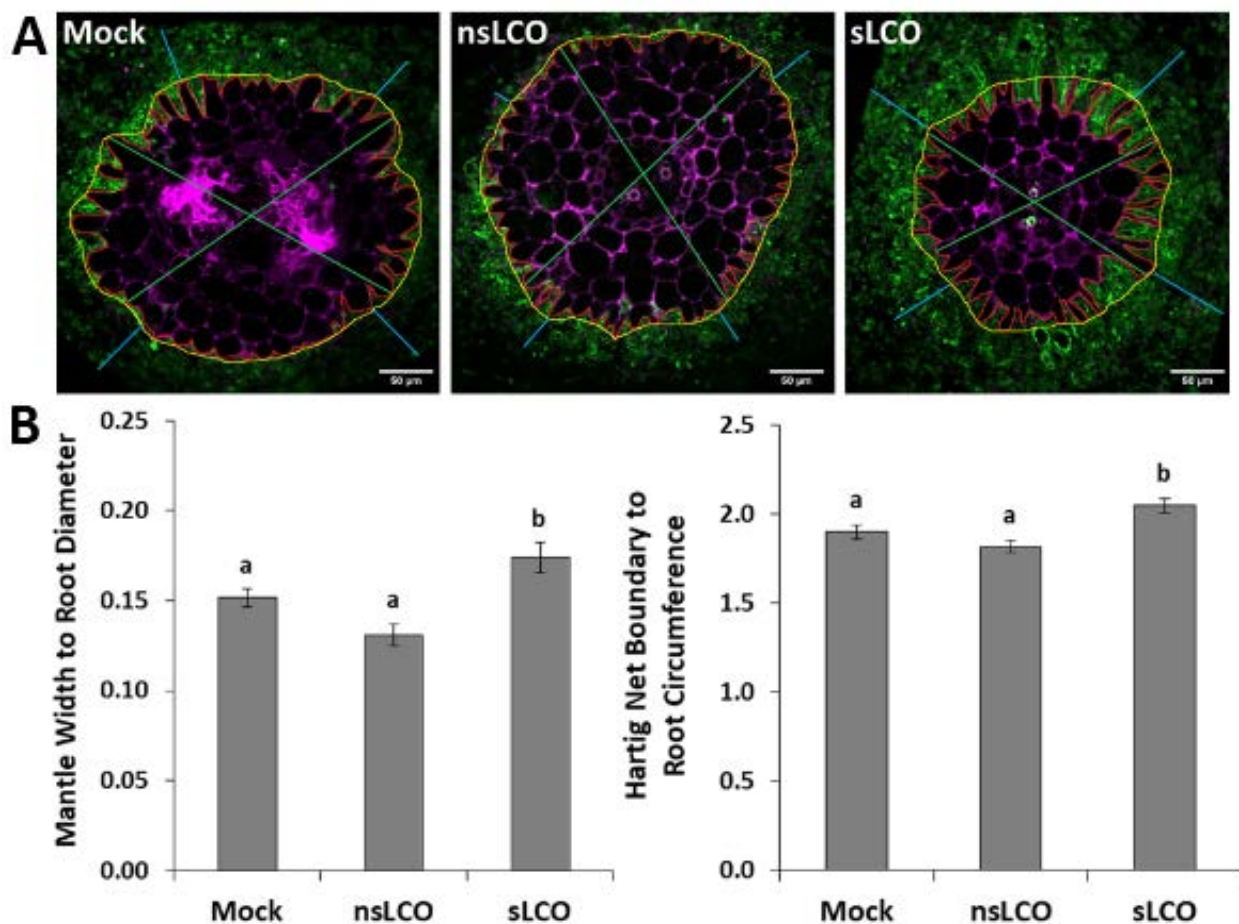 A
Mock
nsLCO
sLCO
50 µm
50 µm
50 µm
B
Mantle Width to Root Diameter
0.25
0.20
0.15
0.10
0.05
0.00
a
a
b
Mock
nsLCO
sLCO
Hartig Net Boundary to
Root Circumference
2.5
2.0
1.5
1.0
0.5
0.0
a
a
b
Mock
nsLCO
sLCO